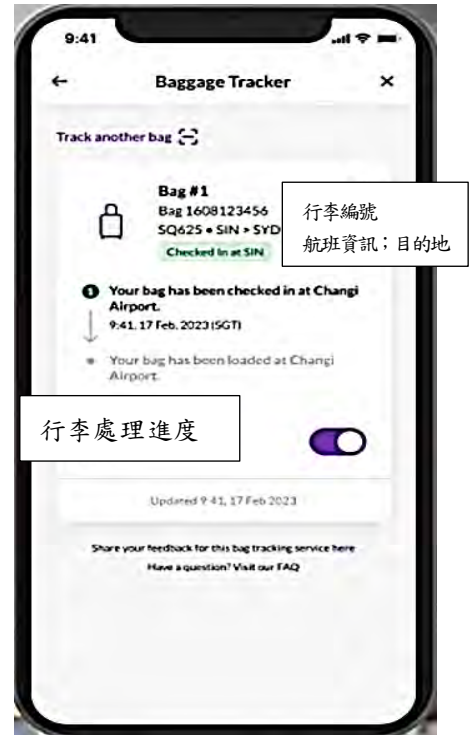 9:41
Baggage Tracker
Track another bag
Bag #1
Bag 1608123456
SQ625 • SIN > SYD
Checked In at SIN
行李編號
航班資訊；目的地
1 Your bag has been checked in at Changi
Airport.
9:41, 17 Feb, 2023 (SGT)
Your bag has been loaded at Changi
Airport.
行李處理進度
Updated 9:41, 17 Feb 2023
Share your feedback for this bag tracking service here
Have a question? Visit our FAQ